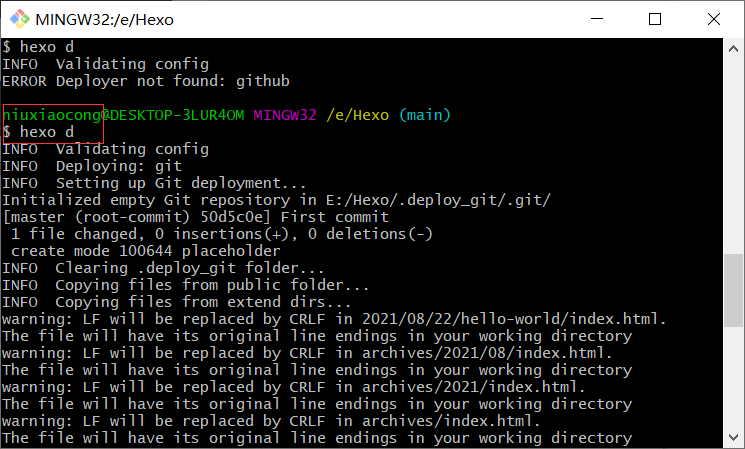 MINGW32:/e/Hexo
$ hexo d
INFO  Validating config
ERROR Deployer not found: github
niuxiaocong@DESKTOP-3LUR4OM MINGW32 /e/Hexo (main)
$ hexo d
INFO  Validating config
INFO  Deploying: git
INFO  Setting up Git deployment...
Initialized empty Git repository in E:/Hexo/.deploy_git/.git/
[master (root-commit) 50d5c0e] First commit
 1 file changed, 0 insertions(+), 0 deletions(-)
 create mode 100644 placeholder
INFO  Clearing .deploy_git folder...
INFO  Copying files from public folder...
INFO  Copying files from extend dirs...
warning: LF will be replaced by CRLF in 2021/08/22/hello-world/index.html.
The file will have its original line endings in your working directory
warning: LF will be replaced by CRLF in archives/2021/08/index.html.
The file will have its original line endings in your working directory
warning: LF will be replaced by CRLF in archives/2021/index.html.
The file will have its original line endings in your working directory
warning: LF will be replaced by CRLF in archives/index.html.
The file will have its original line endings in your working directory